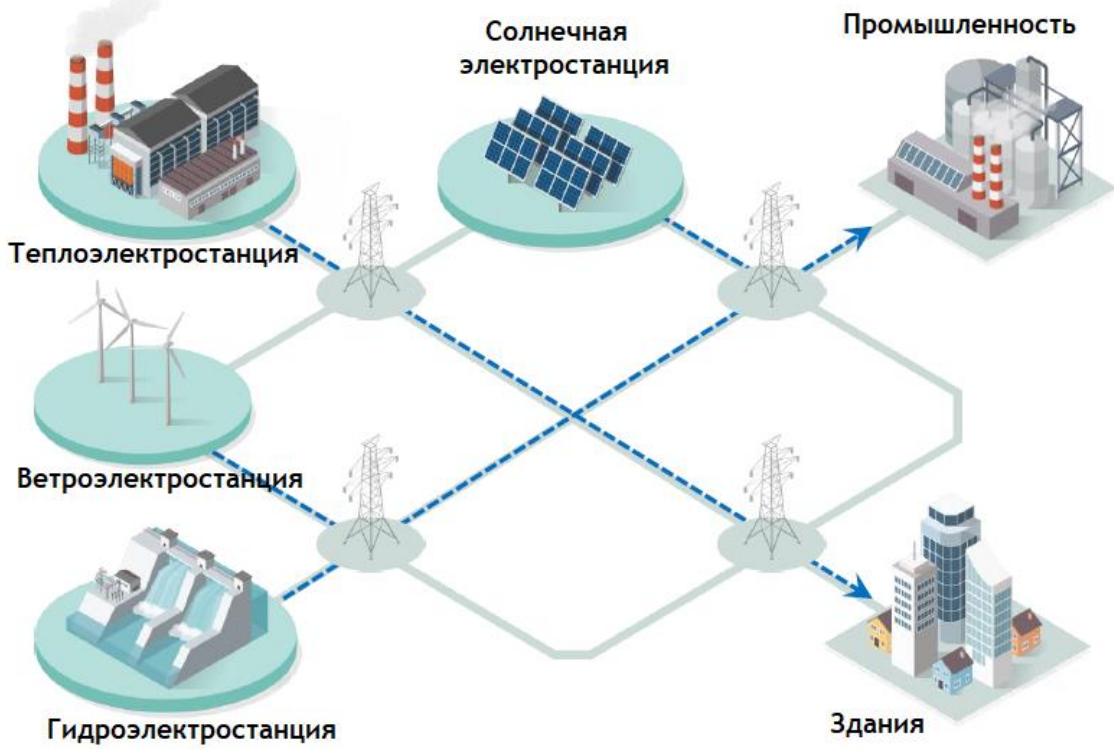 Солнечная
электростанция
Промышленность
Теплоэлектростанция
Ветроэлектростанция
Гидроэлектростанция
Здания